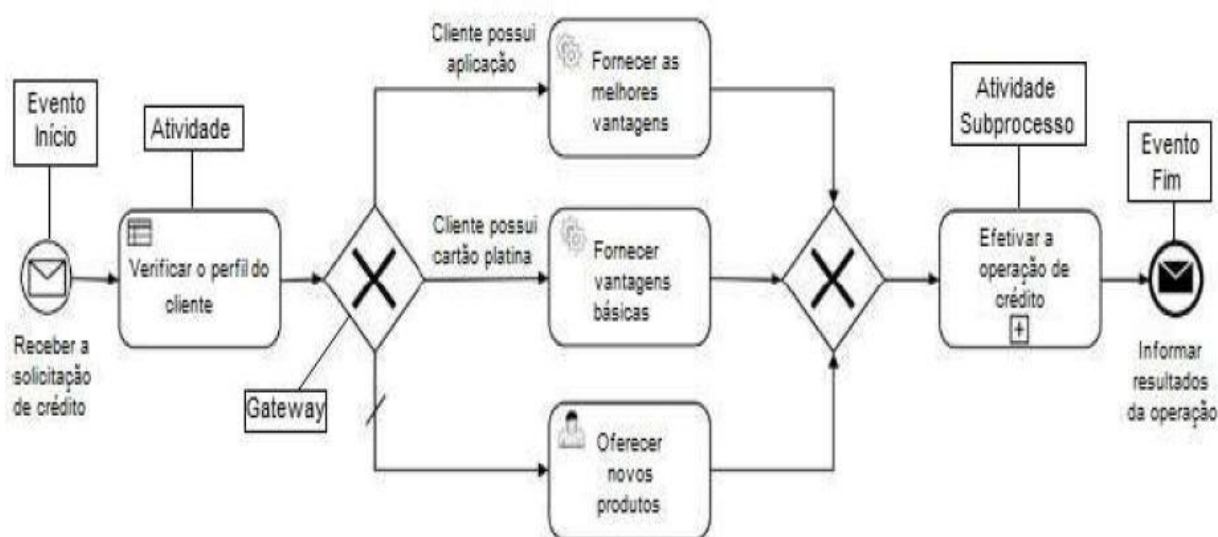 Evento
Início
Receber a
solicitação
de crédito
Atividade
Verificar o perfil do
cliente
Gateway
Cliente possui
aplicação
Fornecer as
melhores
vantagens
Cliente possui
cartão platina
Fornecer
vantagens
básicas
Oferecer
novos
produtos
Atividade
Subprocesso
Efetivar a
operação de
crédito
Evento
Fim
Informar
resultados
da operação